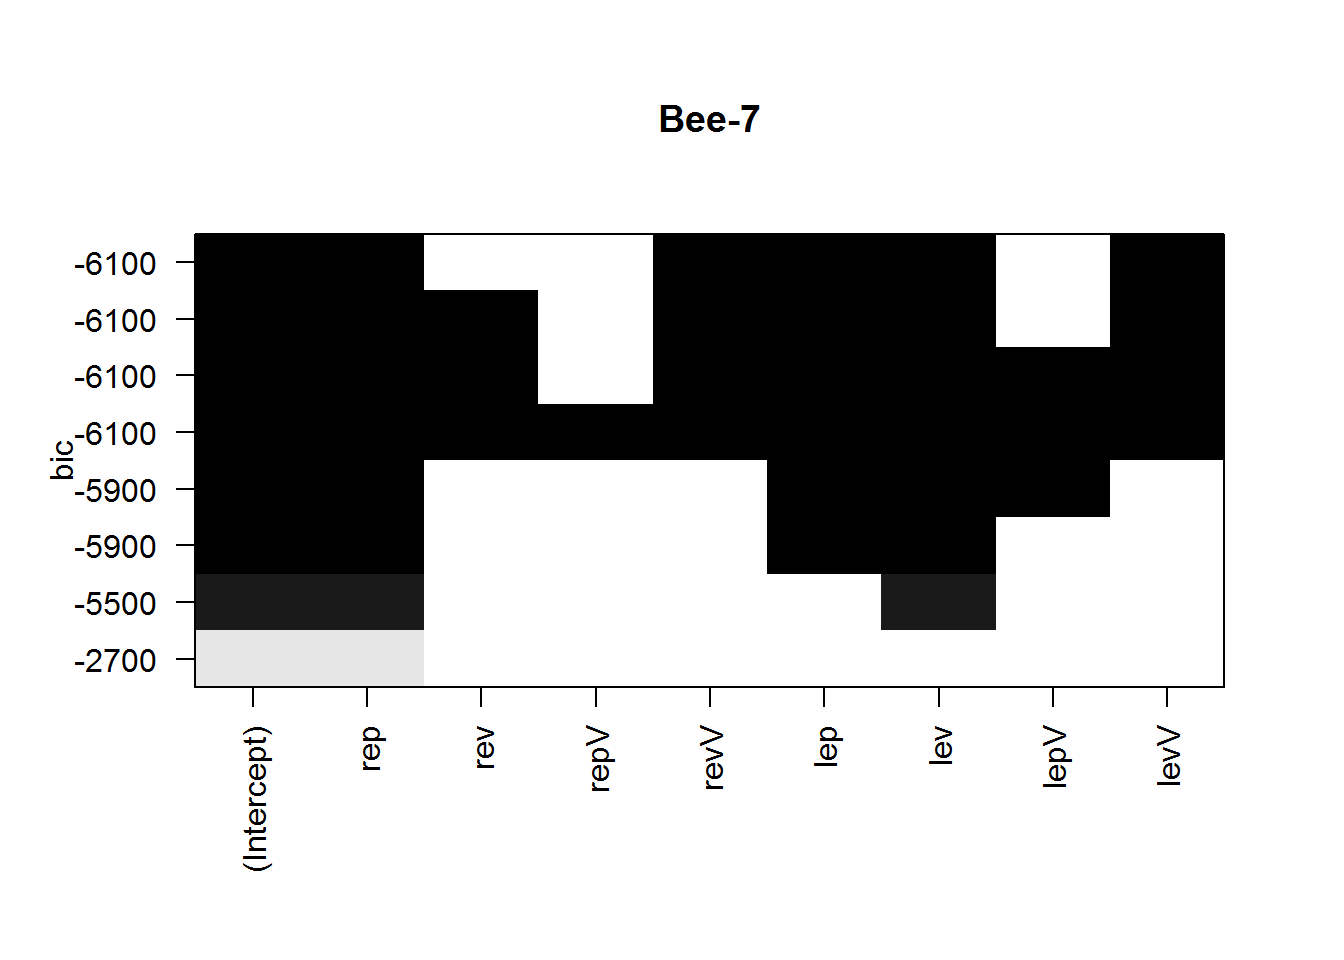 Bee-7
bic
-6100
-6100
-6100
-6100
-5900
-5900
-5500
-2700
(Intercept)
rep
rev
repV
revV
lep
lev
lepV
levV